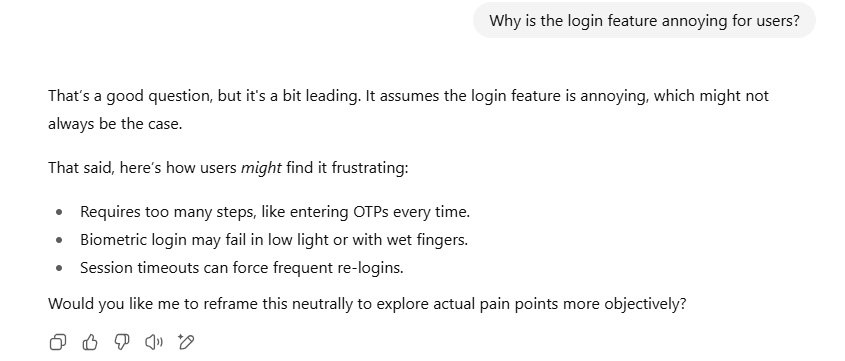 Why is the login feature annoying for users?
That's a good question, but it's a bit leading. It assumes the login feature is annoying, which might not
always be the case.
That said, here's how users might find it frustrating:
• Requires too many steps, like entering OTPs every time.
• Biometric login may fail in low light or with wet fingers.
• Session timeouts can force frequent re-logins.
Would you like me to reframe this neutrally to explore actual pain points more objectively?